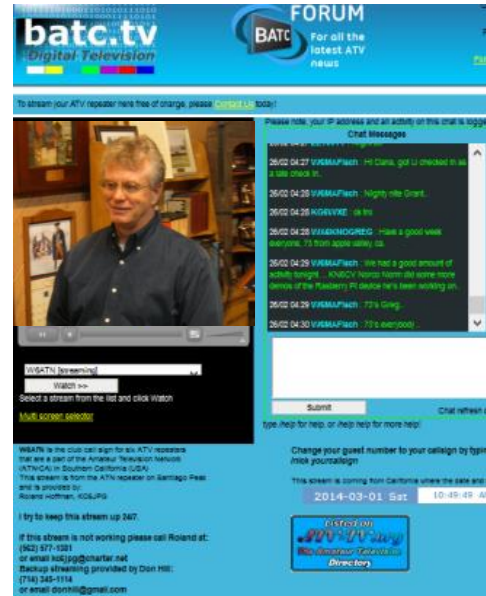 batc.tv
Digital Television
BATC
FORUM
For all the
latest ATV
news
To stream your ATV repeater here free of charge, please Contact Us today!
Please note, your IP address and an activity on this chat is logge
Chat Messages
26/02 04:27 W6MAFlash : Hi Dana, got U checked in as
a late check in..
26/02 04:28 W6MAFlash : Nighty nite Grant..
26/02 04:28 KG6VXE : ok tni
26/02 04:28 : Have a good week
everyone, 73 from apple valley, ca.
26/02 04:29 W6MAFlash : We had a good amount of
activity tonight ... KN6CV Norco Norm did some more
demos of the Rasberry Pi device he's been working on..
26/02 04:29 W6MAFlash : 73's Greg..
26/02 04:30 W6MAFlash : 73's everybody ..
W6ATN [streaming]
Watch >>
Select a stream from the list and click Watch
Multi screen selector
Submit
Chat refresh
type /help for help, or /help help for more help!
W6ATN is the club call sign for six ATV repeaters
that are a part of the Amateur Television Network
(ATN-CA) in Southern California (USA)
This stream is from the ATN repeater on Santiago Peak
and is provided by:
Roland Hoffman, KC6JPG
I try to keep this stream up 24/7.
If this stream is not working please call Roland at:
or email kc6jpg@charter.net
Backup streaming provided by Don Hill:
(714) 345-1114
or email donhill@gmail.com
Change your guest number to your callsign by typin
/nick yourcallsign
This stream is coming from California where the date and
2014-03-01 Sat
10:49:49 A
Listed on
The Amateur Television
Directory